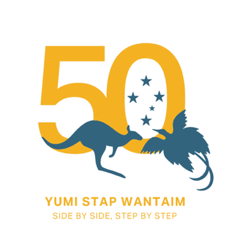 50
YUMI STAP WANTAIM
SIDE BY SIDE, STEP BY STEP